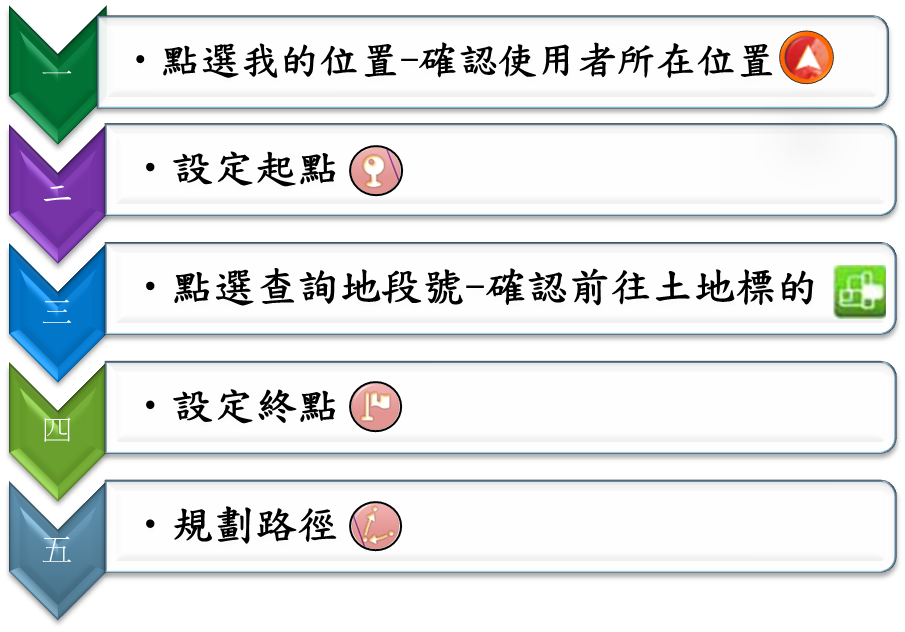 一
•點選我的位置-確認使用者所在位置
二
•設定起點
三
•點選查詢地段號-確認前往土地標的
四
•設定終點
五
•規劃路徑